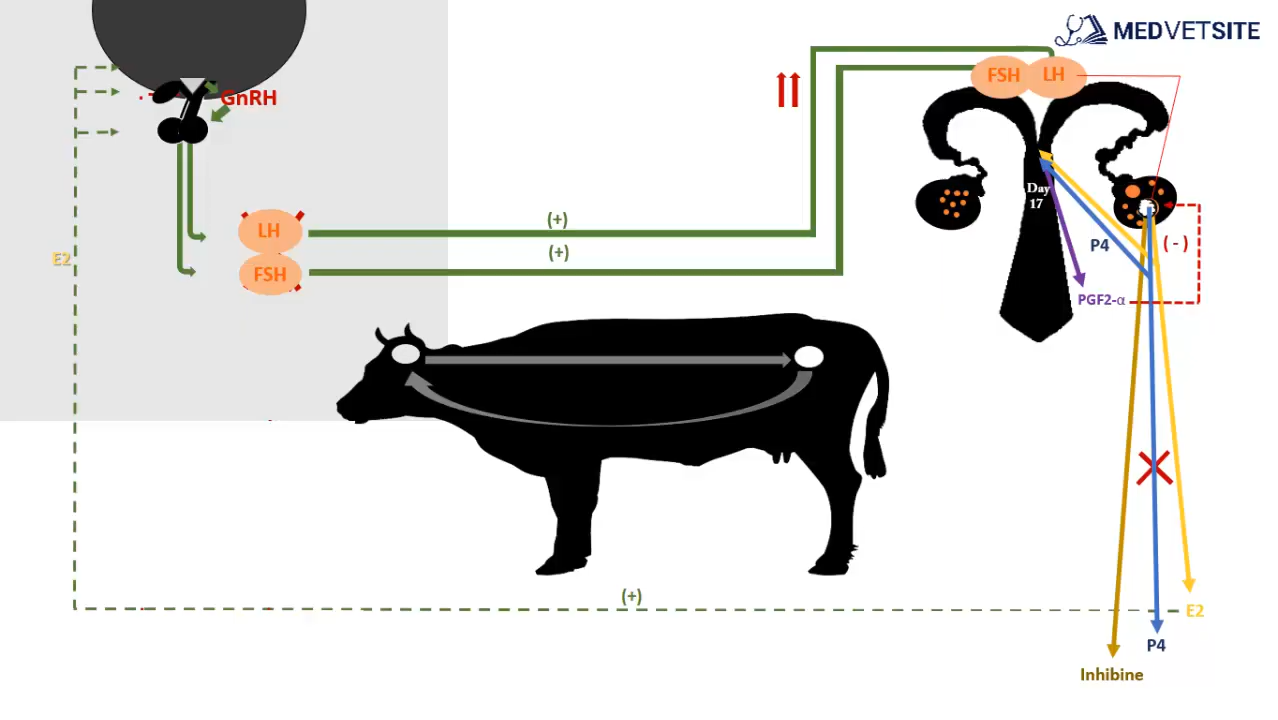 MEDVETSITE
FSH
LH
GnRH
Day
17
LH
(+)
P4
(-)
(+)
E2
FSH
PGF2-α
(+)
E2
P4
Inhibine